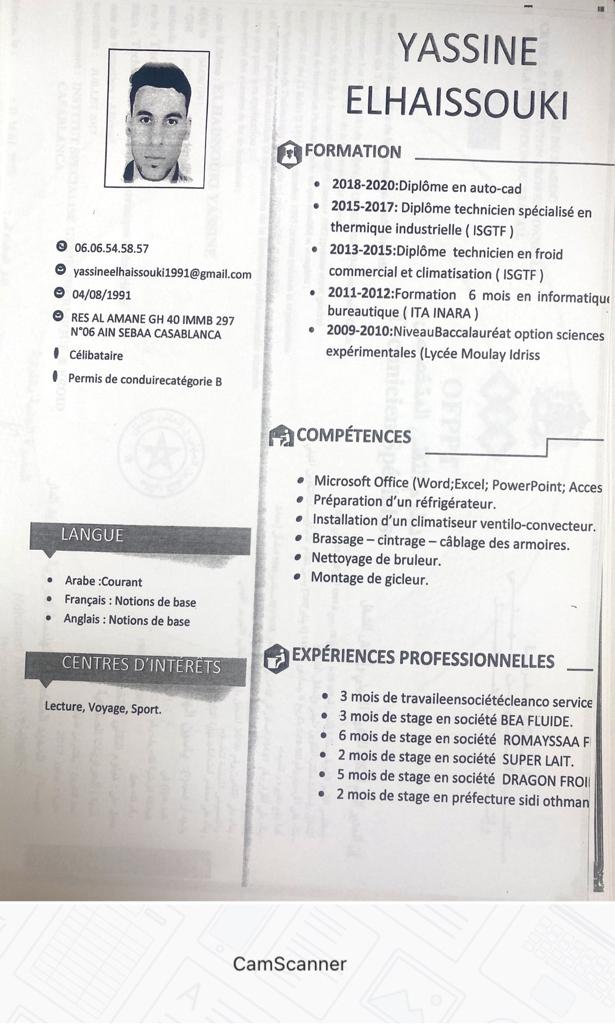 YASSINE
ELHAISSOUKI
06.06.54.58.57
yassineelhaissouki1991@gmail.com
04/08/1991
RES AL AMANE GH 40 IMMB 297
N°06 AIN SEBAA CASABLANCA
Célibataire
Permis de conduirecatégorie B
LANGUE
Arabe :Courant
Français : Notions de base
Anglais : Notions de base
CENTRES D'INTÉRÊTS
Lecture, Voyage, Sport.
FORMATION
2018-2020:Diplôme en auto-cad
2015-2017: Diplôme technicien spécialisé en
thermique industrielle ( ISGTF )
2013-2015:Diplôme technicien en froid
commercial et climatisation ( ISGTF )
2011-2012:Formation 6 mois en informatique
bureautique ( ITA INARA )
2009-2010:NiveauBaccalauréat option sciences
expérimentales (Lycée Moulay Idriss
COMPÉTENCES
Microsoft Office (Word;Excel; PowerPoint; Acces
Préparation d'un réfrigérateur.
Installation d'un climatiseur ventilo-convecteur.
Brassage – cintrage – câblage des armoires.
Nettoyage de bruleur.
Montage de gicleur.
EXPÉRIENCES PROFESSIONNELLES
3 mois de travaileensociétécleanco service
3 mois de stage en société BEA FLUIDE.
6 mois de stage en société ROMAYSSAA F
2 mois de stage en société SUPER LAIT.
5 mois de stage en société DRAGON FROI
2 mois de stage en préfecture sidi othman
CamScanner